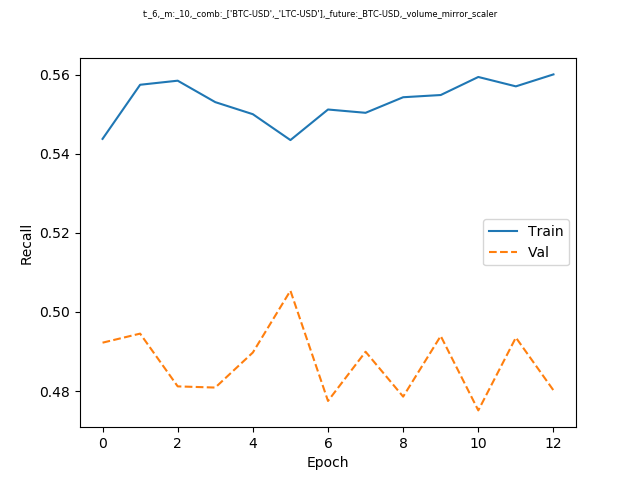 t:_6,_m:_10,_comb:_['BTC-USD',_'LTC-USD'],_future:_BTC-USD,_volume_mirror_scaler
0.56
0.54
0.52
0.50
0.48
Recall
Train
Val
0 2 4 6 8 10 12
Epoch